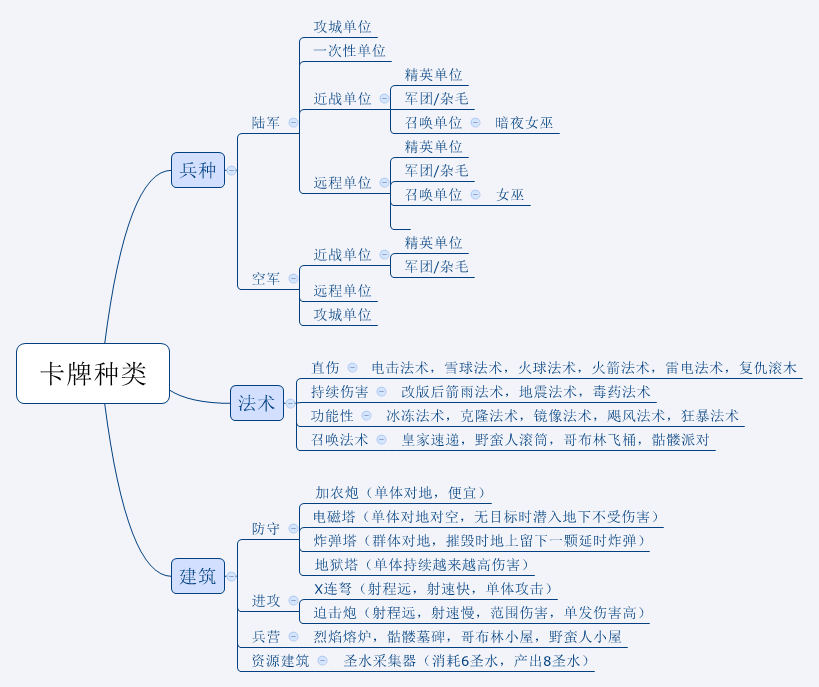 卡牌种类
兵种
陆军
攻城单位
一次性单位
近战单位
精英单位
军团/杂毛
召唤单位
暗夜女巫
远程单位
精英单位
军团/杂毛
召唤单位
女巫
空军
近战单位
精英单位
军团/杂毛
远程单位
攻城单位
法术
直伤
电击法术，雪球法术，火球法术，火箭法术，雷电法术，复仇滚木
持续伤害
改版后箭雨法术，地震法术，毒药法术
功能性
冰冻法术，克隆法术，镜像法术，飓风法术，狂暴法术
召唤法术
皇家速递，野蛮人滚筒，哥布林飞桶，骷髅派对
建筑
防守
加农炮（单体对地，便宜）
电磁塔（单体对地对空，无目标时潜入地下不受伤害）
炸弹塔（群体对地，摧毁时地上留下一颗延时炸弹）
地狱塔（单体持续越来越高伤害）
进攻
X连弩（射程远，射速快，单体攻击）
迫击炮（射程远，射速慢，范围伤害，单发伤害高）
兵营
烈焰熔炉，骷髅墓碑，哥布林小屋，野蛮人小屋
资源建筑
圣水采集器（消耗6圣水，产出8圣水）